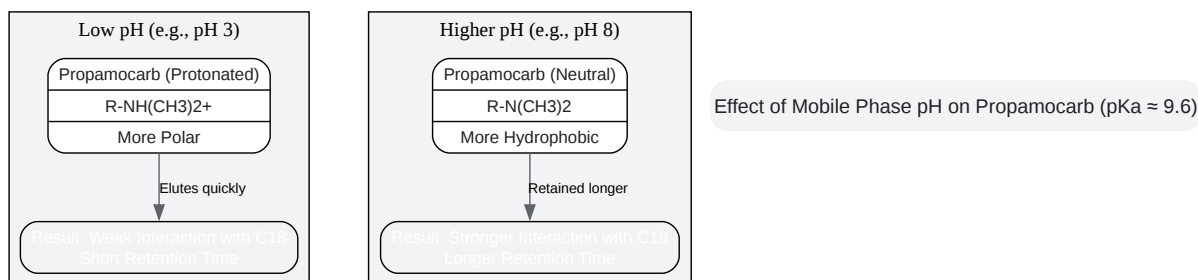 Low pH (e.g., pH 3)
Propamocarb (Protonated)
R-NH(CH3)2+
More Polar
Elutes quickly
Result: Weak Interaction with C18
Short Retention Time
Higher pH (e.g., pH 8)
Propamocarb (Neutral)
R-N(CH3)2
More Hydrophobic
Retained longer
Result: Stronger Interaction with C18
Longer Retention Time
Effect of Mobile Phase pH on Propamocarb (pKa ≈ 9.6)